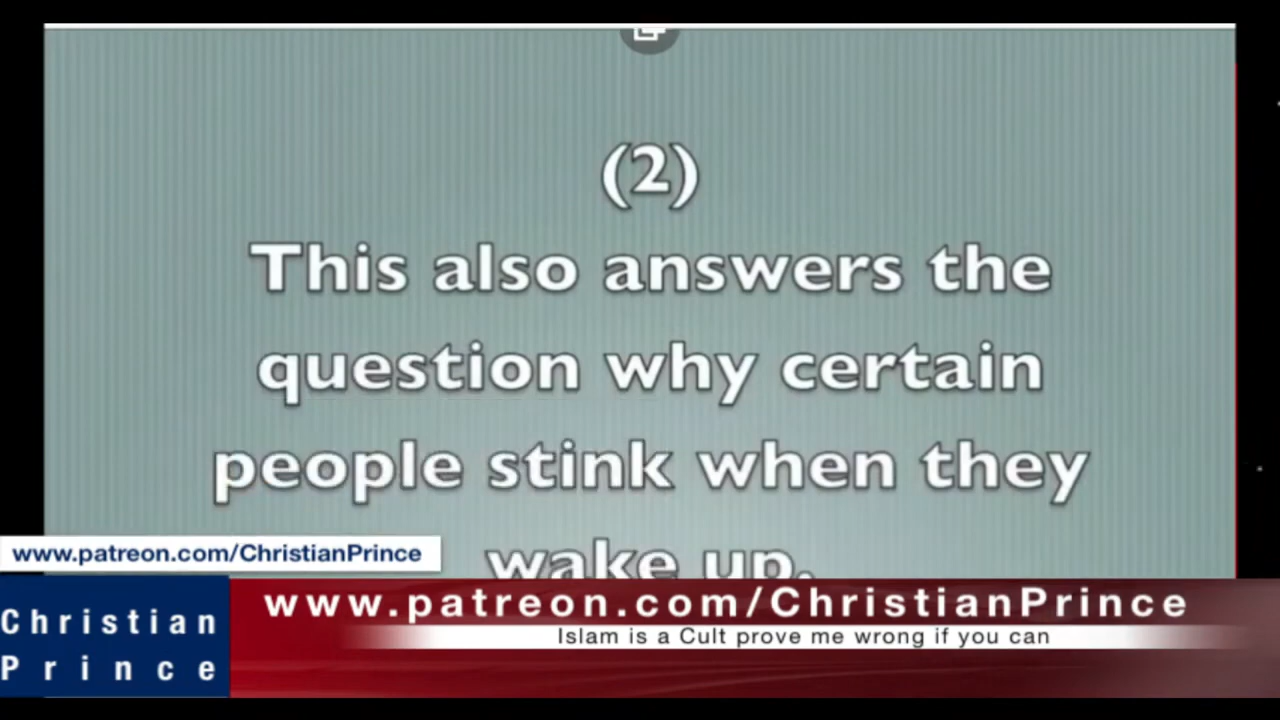 (2)
This also answers the
question why certain
people stink when they
wake up.
www.patreon.com/ChristianPrince
Christian
Prince
www.patreon.com/ChristianPrince
Islam is a Cult prove me wrong if you can